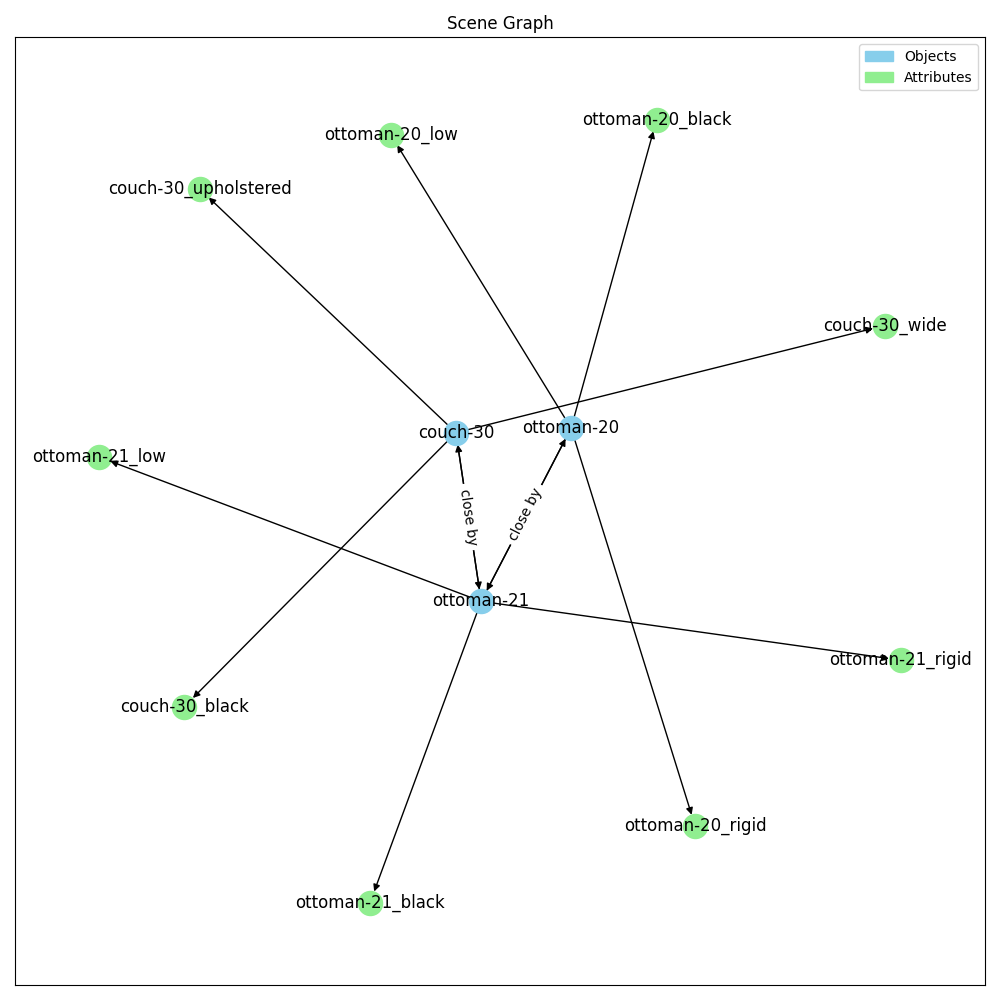 Scene Graph
Objects
Attributes
ottoman-20_black
ottoman-20_low
couch-30_upholstered
couch-30_wide
couch-30
ottoman-20
ottoman-21_low
close by
close by
ottoman-21
ottoman-21_rigid
couch-30_black
ottoman-20_rigid
ottoman-21_black